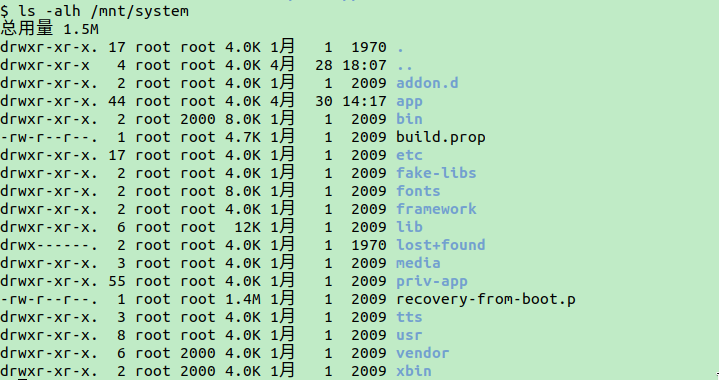 $ ls -alh /mnt/system
总用量 1.5M
drwxr-xr-x. 17 root root 4.0K 1月   1  1970 .
drwxr-xr-x   4 root root 4.0K 4月  28 18:07 ..
drwxr-xr-x.  2 root root 4.0K 1月   1  2009 addon.d
drwxr-xr-x. 44 root root 4.0K 4月  30 14:17 app
drwxr-xr-x.  2 root 2000 8.0K 1月   1  2009 bin
-rw-r--r--.  1 root root 4.7K 1月   1  2009 build.prop
drwxr-xr-x. 17 root root 4.0K 1月   1  2009 etc
drwxr-xr-x.  2 root root 4.0K 1月   1  2009 fake-libs
drwxr-xr-x.  2 root root 8.0K 1月   1  2009 fonts
drwxr-xr-x.  2 root root 4.0K 1月   1  2009 framework
drwxr-xr-x.  6 root root  12K 1月   1  2009 lib
drwx------.  2 root root 4.0K 1月   1  1970 lost+found
drwxr-xr-x.  3 root root 4.0K 1月   1  2009 media
drwxr-xr-x. 55 root root 4.0K 1月   1  2009 priv-app
-rw-r--r--.  1 root root 1.4M 1月   1  2009 recovery-from-boot.p
drwxr-xr-x.  3 root root 4.0K 1月   1  2009 tts
drwxr-xr-x.  8 root root 4.0K 1月   1  2009 usr
drwxr-xr-x.  6 root 2000 4.0K 1月   1  2009 vendor
drwxr-xr-x.  2 root 2000 4.0K 1月   1  2009 xbin